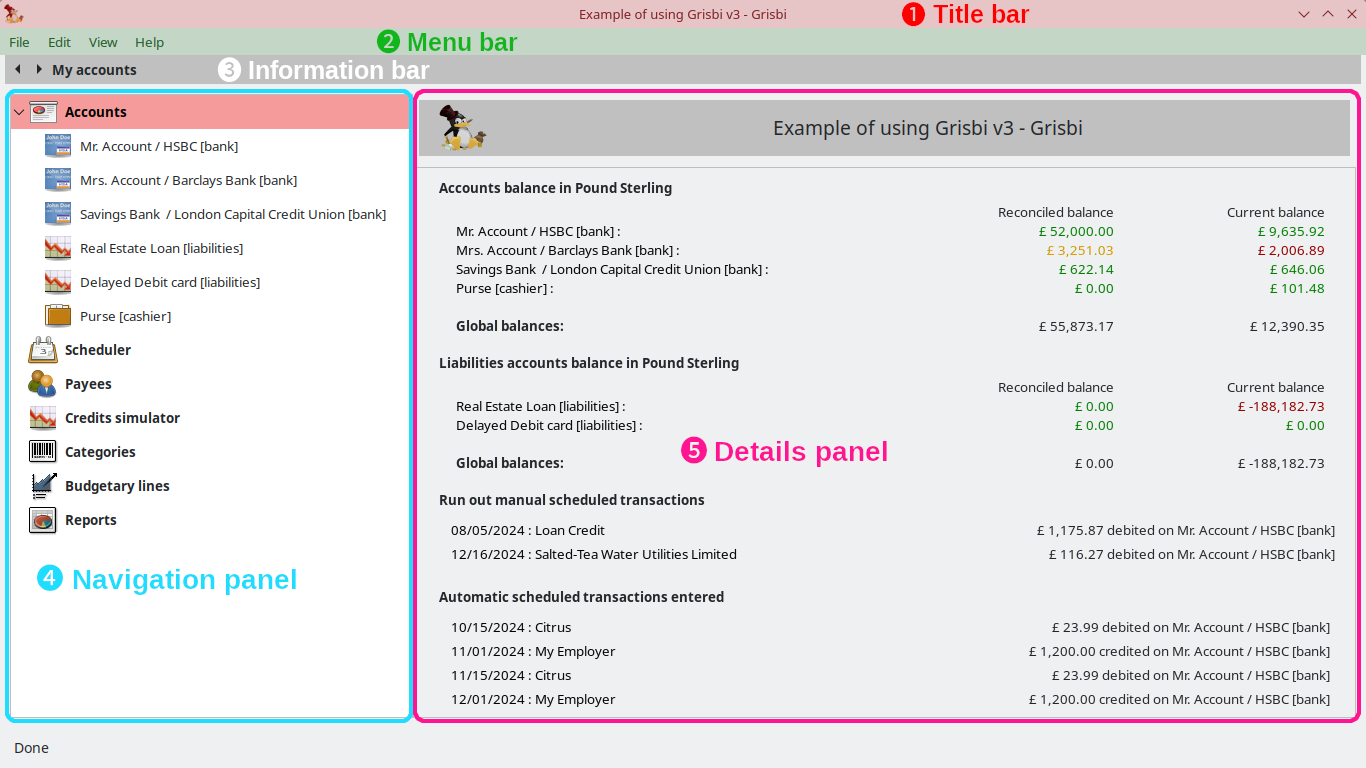 Example of using Grisbi v3 - Grisbi
❶ Title bar
File Edit View Help
❷ Menu bar
My accounts
❸ Information bar
Accounts
Mr. Account / HSBC [bank]
Mrs. Account / Barclays Bank [bank]
Savings Bank / London Capital Credit Union [bank]
Real Estate Loan [liabilities]
Delayed Debit card [liabilities]
Purse [cashier]
Scheduler
Payees
Credits simulator
Categories
Budgetary lines
Reports
❹ Navigation panel
Example of using Grisbi v3 - Grisbi
Accounts balance in Pound Sterling
Reconciled balance Current balance
Mr. Account / HSBC [bank] : £ 52,000.00 £ 9,635.92
Mrs. Account / Barclays Bank [bank] : £ 3,251.03 £ 2,006.89
Savings Bank / London Capital Credit Union [bank] : £ 622.14 £ 646.06
Purse [cashier] : £ 0.00 £ 101.48
Global balances: £ 55,873.17 £ 12,390.35
Liabilities accounts balance in Pound Sterling
Reconciled balance Current balance
Real Estate Loan [liabilities] : £ 0.00 £ -188,182.73
Delayed Debit card [liabilities] : £ 0.00 £ 0.00
❺ Details panel
Global balances: £ 0.00 £ -188,182.73
Run out manual scheduled transactions
08/05/2024 : Loan Credit £ 1,175.87 debited on Mr. Account / HSBC [bank]
12/16/2024 : Salted-Tea Water Utilities Limited £ 116.27 debited on Mr. Account / HSBC [bank]
Automatic scheduled transactions entered
10/15/2024 : Citrus £ 23.99 debited on Mr. Account / HSBC [bank]
11/01/2024 : My Employer £ 1,200.00 credited on Mr. Account / HSBC [bank]
11/15/2024 : Citrus £ 23.99 debited on Mr. Account / HSBC [bank]
12/01/2024 : My Employer £ 1,200.00 credited on Mr. Account / HSBC [bank]
Done